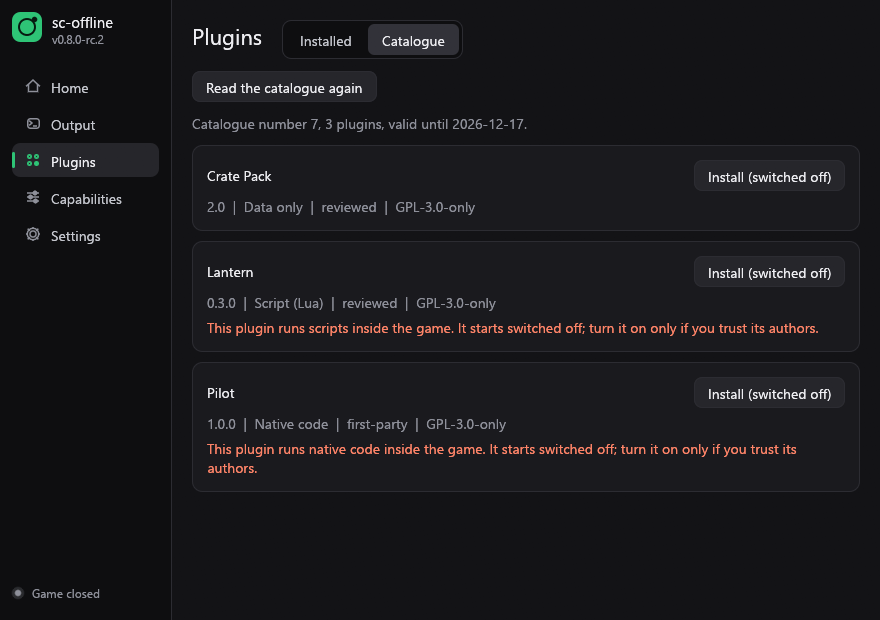 sc-offline
v0.8.0-rc.2
Home
Output
Plugins
Capabilities
Settings
Game closed
Plugins
Installed
Catalogue
Read the catalogue again
Catalogue number 7, 3 plugins, valid until 2026-12-17.
Crate Pack
Install (switched off)
2.0 | Data only | reviewed | GPL-3.0-only
Lantern
Install (switched off)
0.3.0 | Script (Lua) | reviewed | GPL-3.0-only
This plugin runs scripts inside the game. It starts switched off; turn it on only if you trust its authors.
Pilot
Install (switched off)
1.0.0 | Native code | first-party | GPL-3.0-only
This plugin runs native code inside the game. It starts switched off; turn it on only if you trust its
authors.